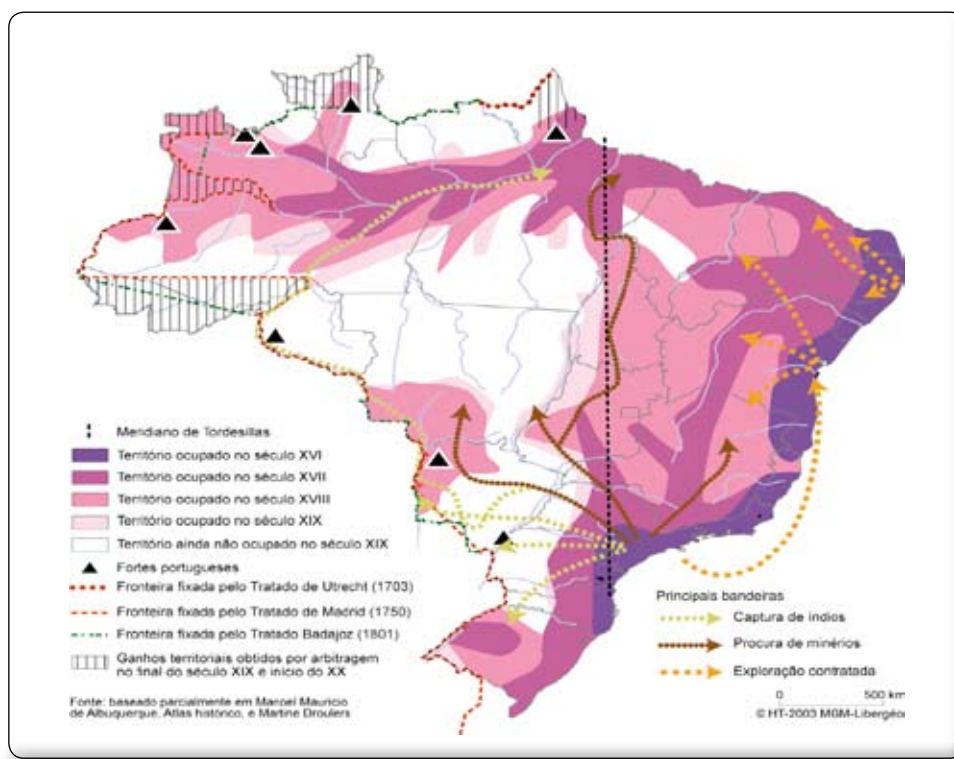 Meridiano de Tordesillas
Território ocupado no século XVI
Território ocupado no século XVII
Território ocupado no século XVIII
Território ocupado no século XIX
Território ainda não ocupado no século XIX
Fortes portugueses
Fronteira fixada pelo Tratado de Utrecht (1703)
Fronteira fixada pelo Tratado de Madrid (1750)
Fronteira fixada pelo Tratado Badajoz (1801)
Ganhos territoriais obtidos por arbitragem
no final do século XIX e início do XX
Fonte: baseado parcialmente em Manoel Mauricio
de Albuquerque, Atlas histórico, e Martine Droulers
Principais bandeiras
Captura de índios
Procura de minérios
Exploração contratada
0 500 km
© HT-2003 MGM-Libergéo